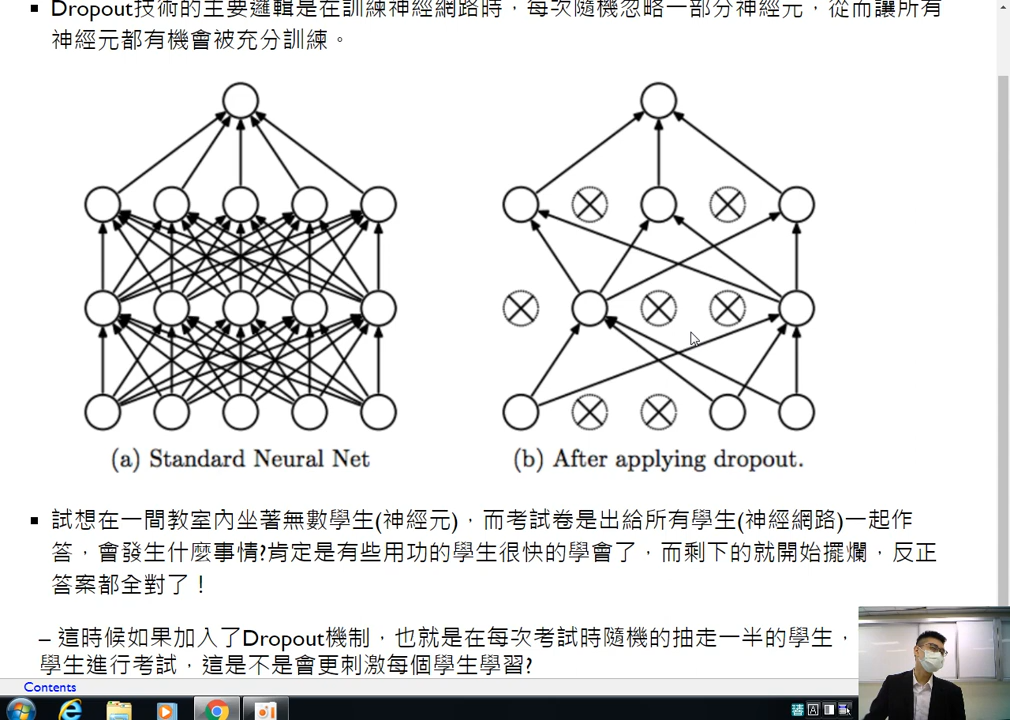 Dropout技術的主要邏輯是在訓練神經網路時，每次隨機忽略一部分神經元，從而讓所有
神經元都有機會被充分訓練。
(a) Standard Neural Net
(b) After applying dropout.
試想在一間教室內坐著無數學生(神經元)，而考試卷是出給所有學生(神經網路)一起作
答，會發生什麼事情?肯定是有些用功的學生很快的學會了，而剩下的就開始擺爛，反正
答案都全對了！
– 這時候如果加入了Dropout機制，也就是在每次考試時隨機的抽走一半的學生，
學生進行考試，這是不是會更刺激每個學生學習?
Contents